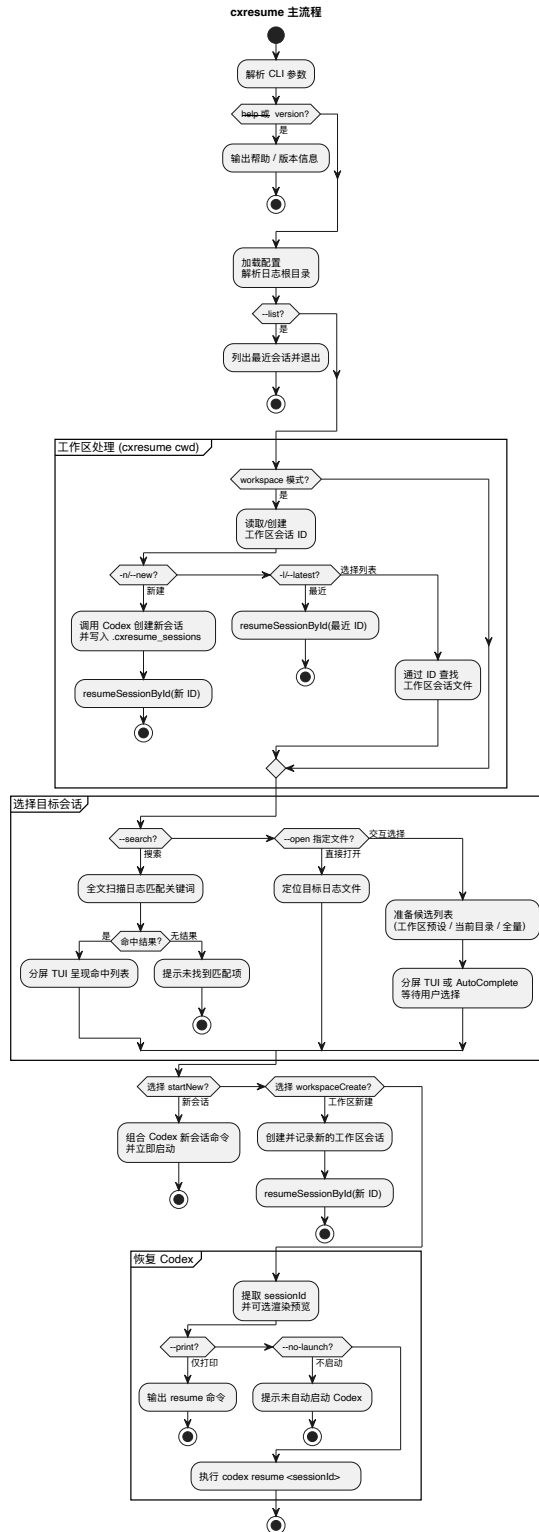 cxresume 主流程
解析 CLI 参数
help 或 version?
是
输出帮助 / 版本信息
加载配置
解析日志根目录
--list?
是
列出最近会话并退出
工作区处理 (cxresume cwd)
workspace 模式?
是
读取/创建
工作区会话 ID
-n/--new?
新建
-l/--latest?
最近
选择列表
调用 Codex 创建新会话
并写入 .cxresume_sessions
resumeSessionById(最近 ID)
通过 ID 查找
工作区会话文件
resumeSessionById(新 ID)
选择目标会话
--search?
搜索
--open 指定文件?
直接打开
交互选择
全文扫描日志匹配关键词
定位目标日志文件
准备候选列表
(工作区预设 / 当前目录 / 全量)
是
命中结果?
无结果
分屏 TUI 呈现命中列表
提示未找到匹配项
分屏 TUI 或 AutoComplete
等待用户选择
选择 startNew?
新会话
选择 workspaceCreate?
工作区新建
组合 Codex 新会话命令
并立即启动
创建并记录新的工作区会话
resumeSessionById(新 ID)
恢复 Codex
提取 sessionId
并可选渲染预览
--print?
仅打印
--no-launch?
不启动
输出 resume 命令
提示未自动启动 Codex
执行 codex resume <sessionId>